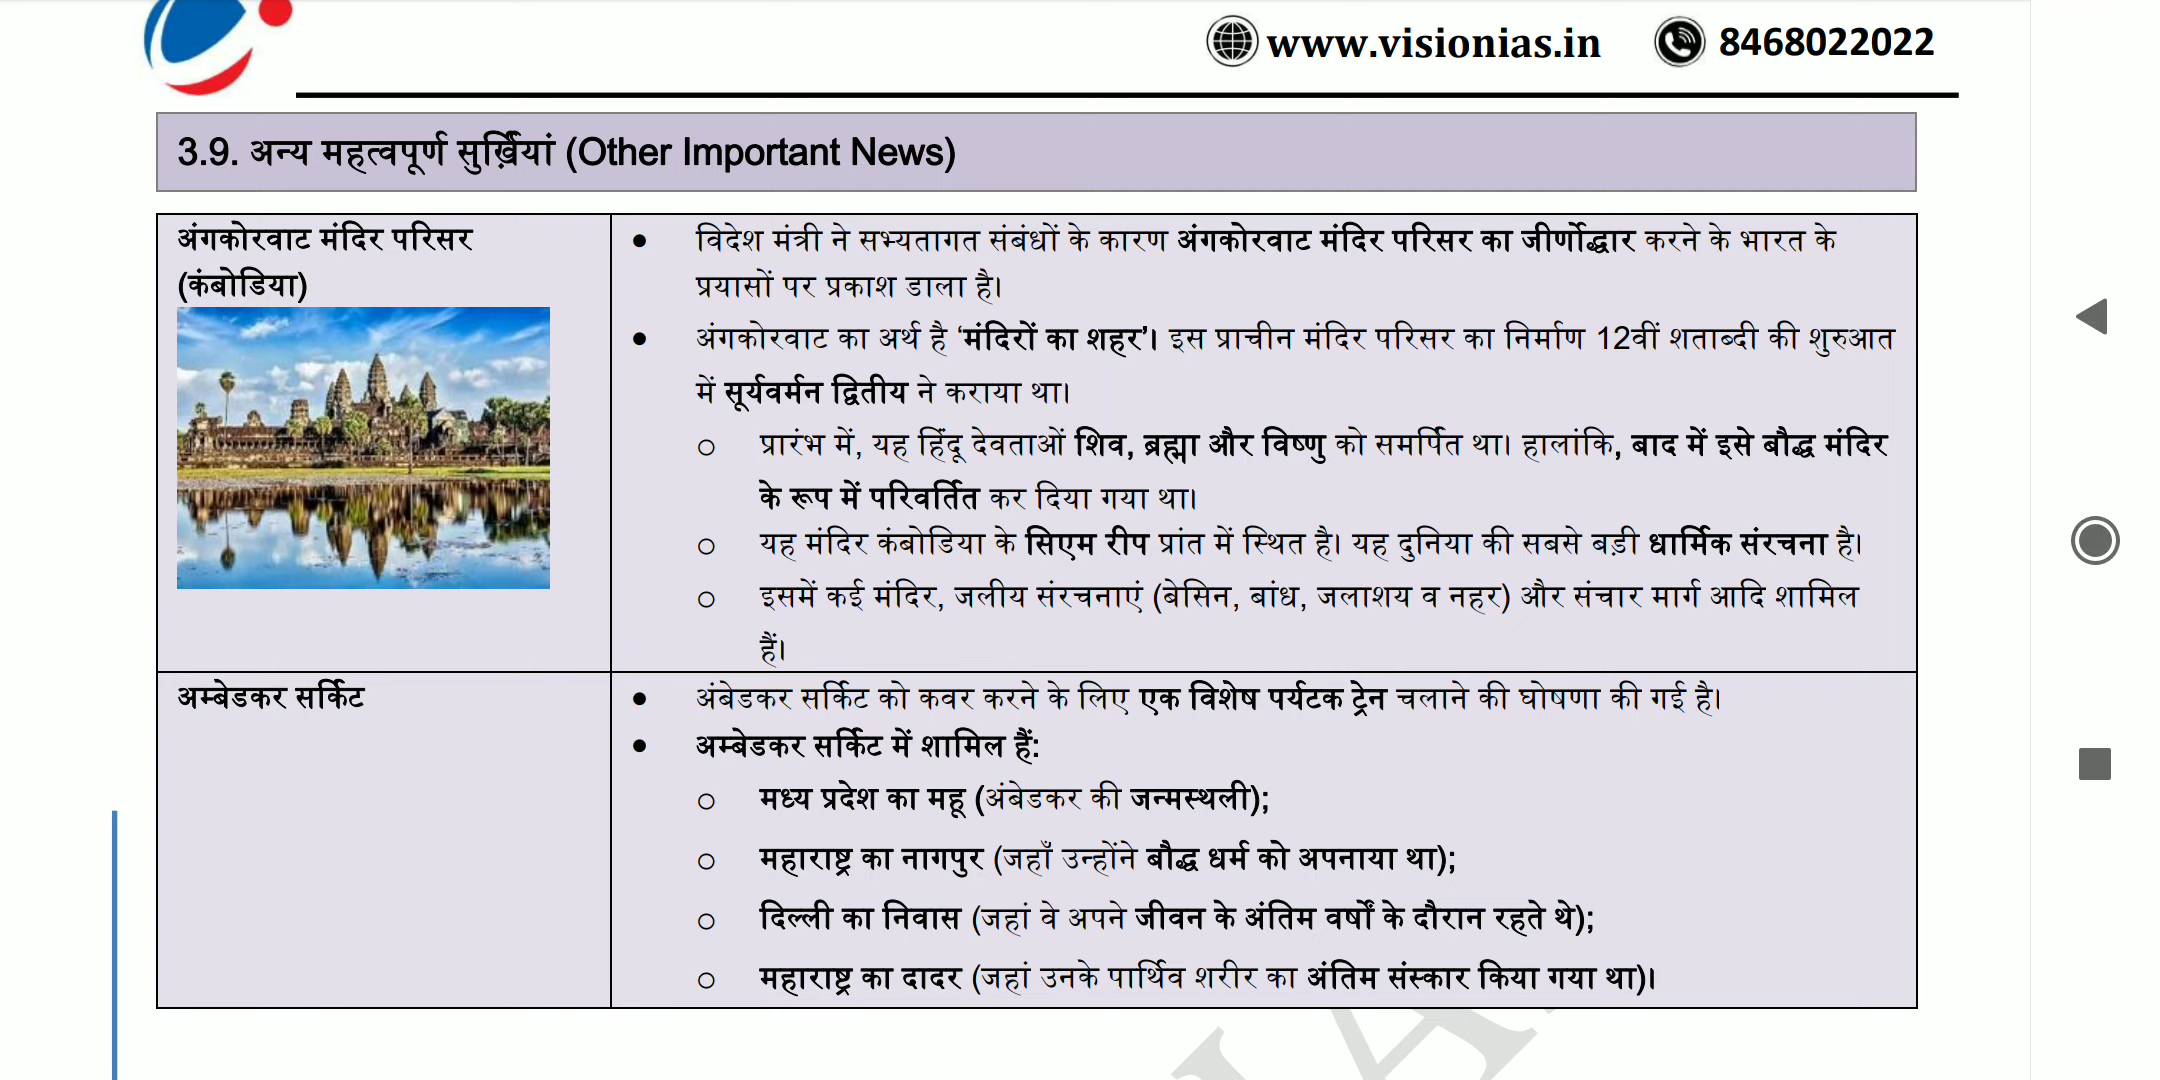 www.visionias.in 8468022022
3.9. अन्य महत्वपूर्ण सुर्ख़ियां (Other Important News)
अंगकोरवाट मंदिर परिसर
(कंबोडिया)
● विदेश मंत्री ने सभ्यतागत संबंधों के कारण अंगकोरवाट मंदिर परिसर का जीर्णोद्धार करने के भारत के
प्रयासों पर प्रकाश डाला है।
● अंगकोरवाट का अर्थ है ‘मंदिरों का शहर’। इस प्राचीन मंदिर परिसर का निर्माण 12वीं शताब्दी की शुरुआत
में सूर्यवर्मन द्वितीय ने कराया था।
o प्रारंभ में, यह हिंदू देवताओं शिव, ब्रह्मा और विष्णु को समर्पित था। हालांकि, बाद में इसे बौद्ध मंदिर
के रूप में परिवर्तित कर दिया गया था।
o यह मंदिर कंबोडिया के सिएम रीप प्रांत में स्थित है। यह दुनिया की सबसे बड़ी धार्मिक संरचना है।
o इसमें कई मंदिर, जलीय संरचनाएं (बेसिन, बांध, जलाशय व नहर) और संचार मार्ग आदि शामिल
हैं।
अम्बेडकर सर्किट
● अंबेडकर सर्किट को कवर करने के लिए एक विशेष पर्यटक ट्रेन चलाने की घोषणा की गई है।
● अम्बेडकर सर्किट में शामिल हैं:
o मध्य प्रदेश का महू (अंबेडकर की जन्मस्थली);
o महाराष्ट्र का नागपुर (जहाँ उन्होंने बौद्ध धर्म को अपनाया था);
o दिल्ली का निवास (जहां वे अपने जीवन के अंतिम वर्षों के दौरान रहते थे);
o महाराष्ट्र का दादर (जहां उनके पार्थिव शरीर का अंतिम संस्कार किया गया था)।